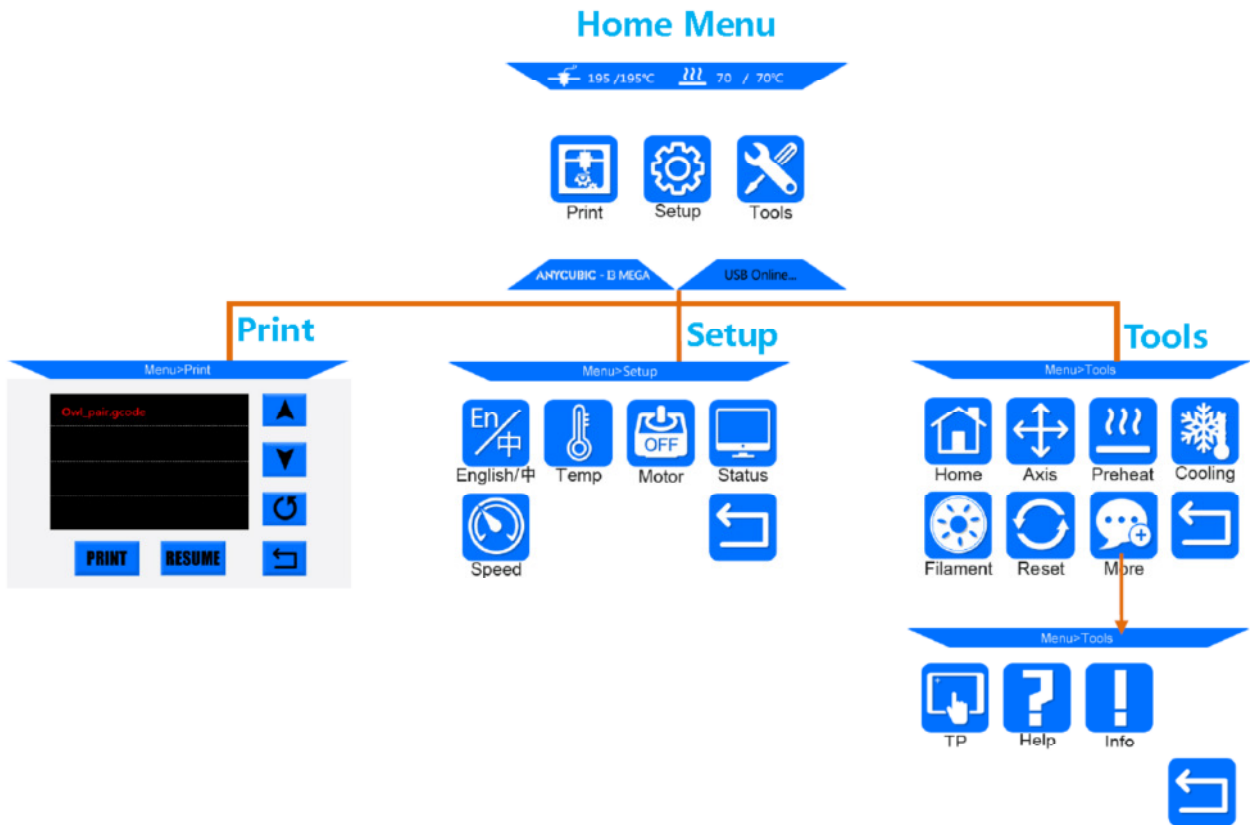 Home Menu
195 /195℃ 70 / 70℃
Print Setup Tools
ANYCUBIC - I3 MEGA USB Online...
Print
Setup
Tools
Menu>Print
Owl_pair.gcode
PRINT RESUME
Menu>Setup
En/中 OFF
English/中 Temp Motor Status
Speed
Menu>Tools
Home Axis Preheat Cooling
Filament Reset More
Menu>Tools
TP Help Info